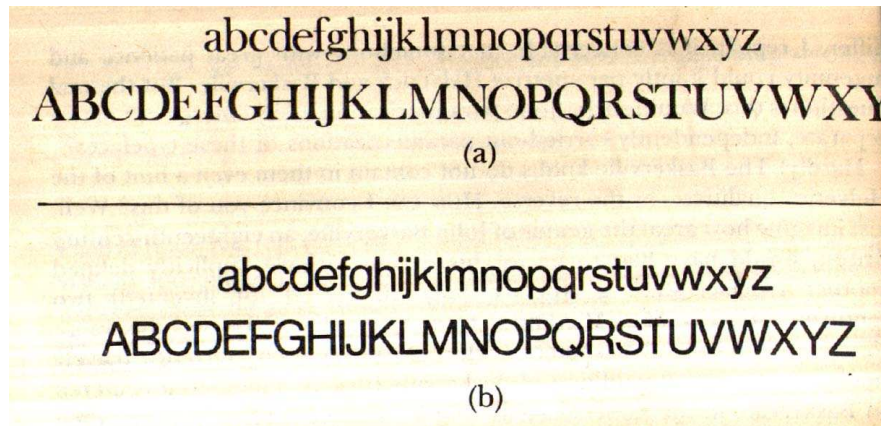 abcdefghijklmnopqrstuvwxyz
ABCDEFGHIJKLMNOPQRSTUVWXY
(a)
abcdefghijklmnopqrstuvwxyz
ABCDEFGHIJKLMNOPQRSTUVWXYZ
(b)